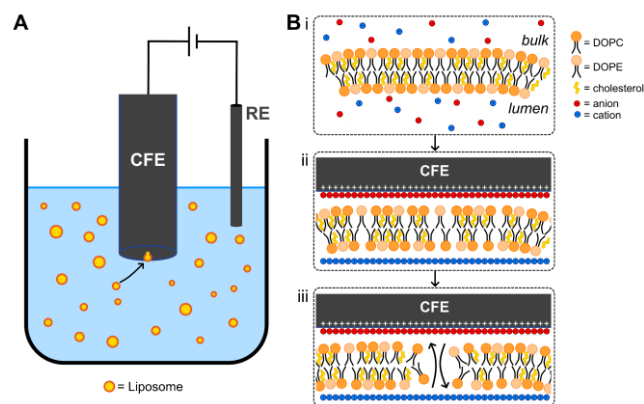 A
CFE
RE
= Liposome
B
i
bulk
lumen
= DOPC
= DOPE
= cholesterol
= anion
= cation
ii
CFE
++++++++++++++++++++++++++++++++
iii
CFE
++++++++++++++++++++++++++++++++